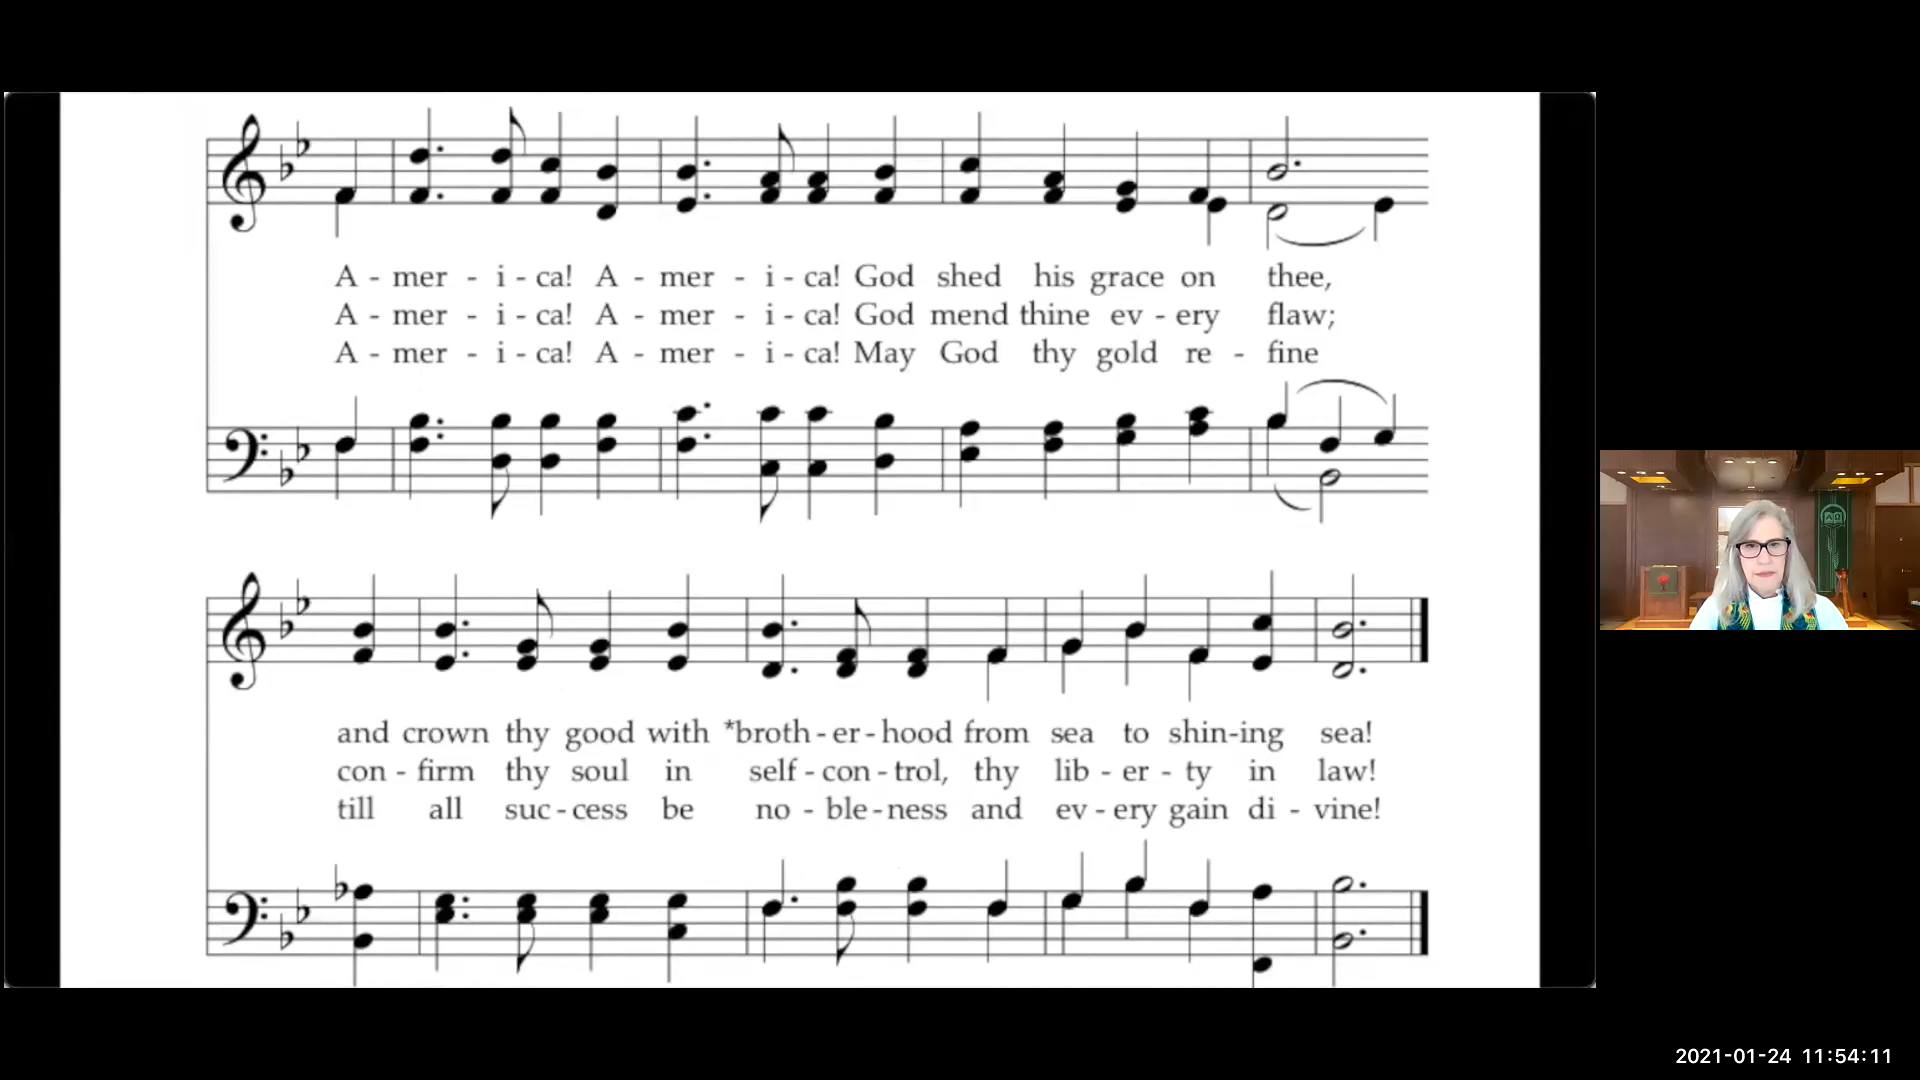 A - mer - i - ca! A - mer - i - ca! God shed his grace on thee,
A - mer - i - ca! A - mer - i - ca! God mend thine ev - ery flaw;
A - mer - i - ca! A - mer - i - ca! May God thy gold re - fine
and crown thy good with *broth - er - hood from sea to shin-ing sea!
con - firm thy soul in self - con - trol, thy lib - er - ty in law!
till all suc - cess be no - ble - ness and ev - ery gain di - vine!
2021-01-24 11:54:11